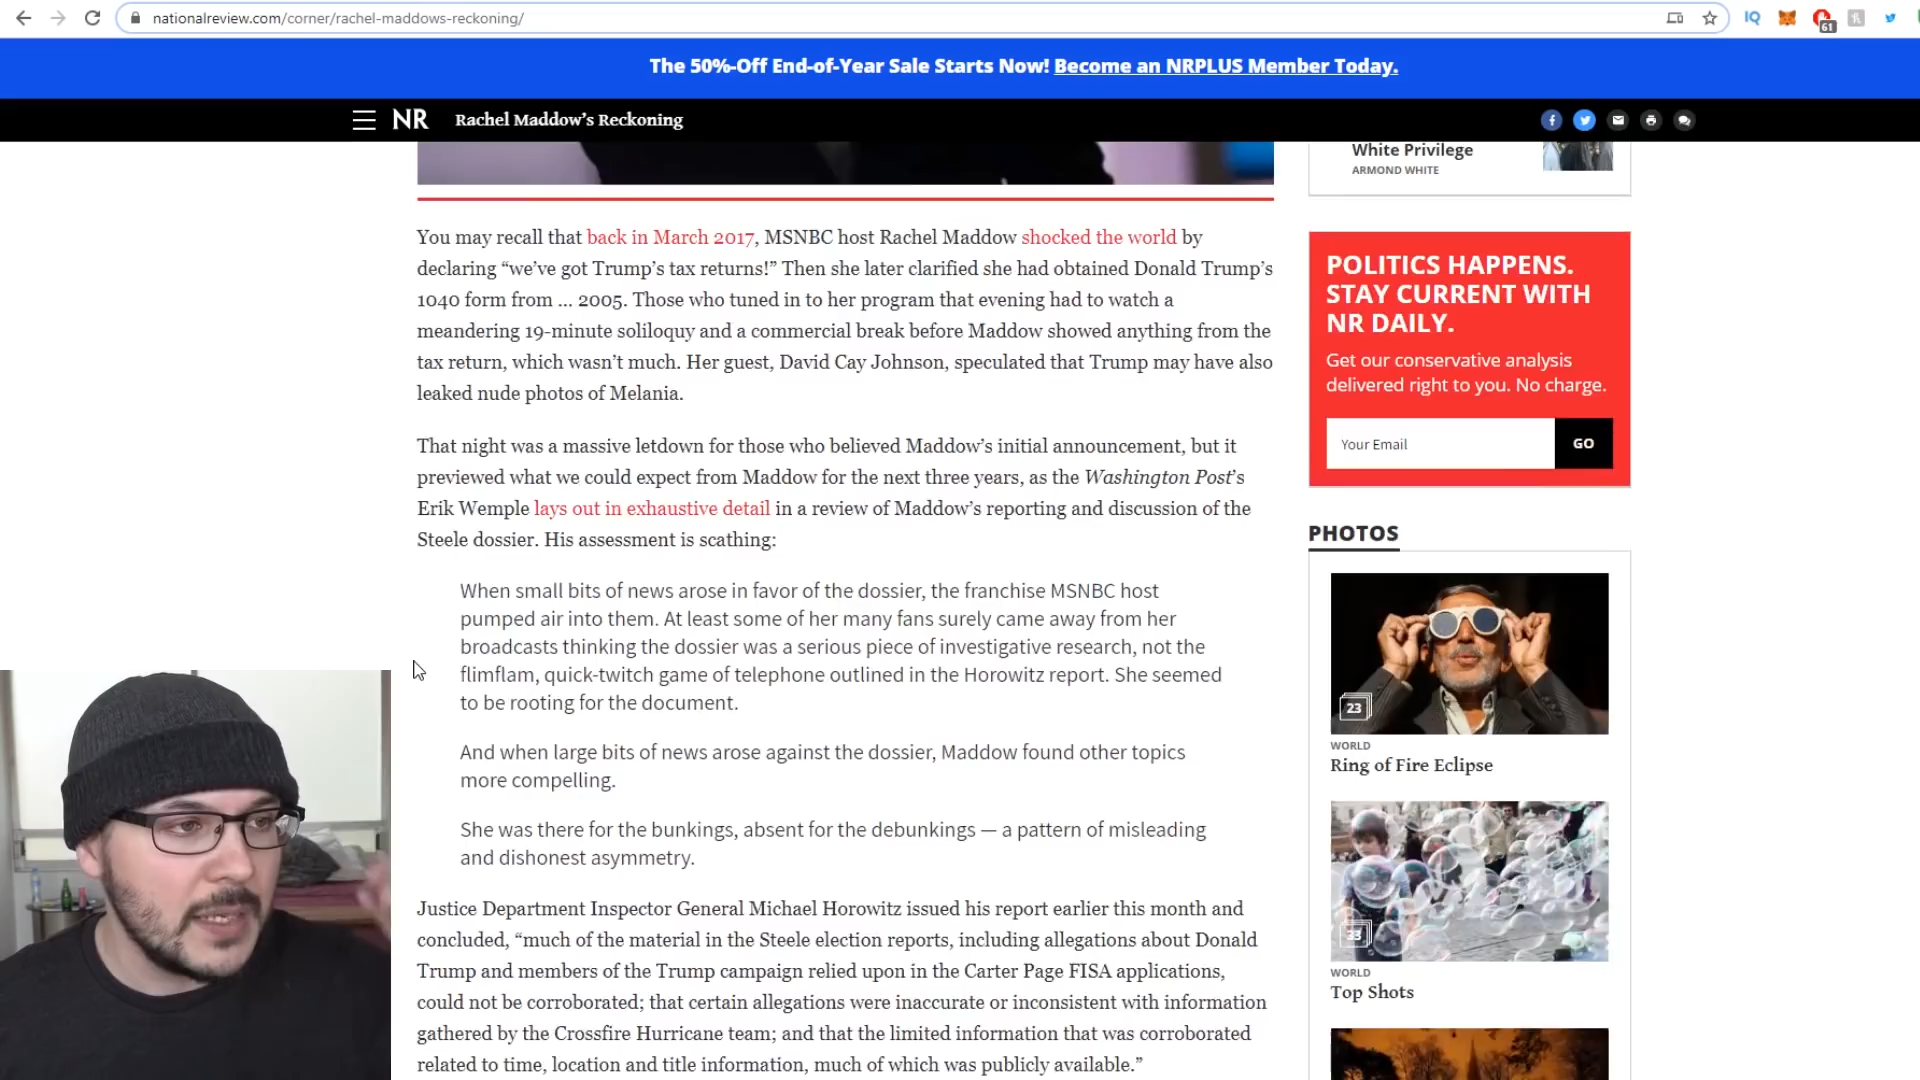 nationalreview.com/corner/rachel-maddows-reckoning/
IQ
61
The 50%-Off End-of-Year Sale Starts Now! Become an NRPLUS Member Today.
NR
Rachel Maddow's Reckoning
White Privilege
ARMOND WHITE
You may recall that back in March 2017, MSNBC host Rachel Maddow shocked the world by
declaring “we've got Trump's tax returns!” Then she later clarified she had obtained Donald Trump's
1040 form from ... 2005. Those who tuned in to her program that evening had to watch a
meandering 19-minute soliloquy and a commercial break before Maddow showed anything from the
tax return, which wasn't much. Her guest, David Cay Johnson, speculated that Trump may have also
leaked nude photos of Melania.
That night was a massive letdown for those who believed Maddow's initial announcement, but it
previewed what we could expect from Maddow for the next three years, as the Washington Post's
Erik Wemple lays out in exhaustive detail in a review of Maddow's reporting and discussion of the
Steele dossier. His assessment is scathing:
When small bits of news arose in favor of the dossier, the franchise MSNBC host
pumped air into them. At least some of her many fans surely came away from her
broadcasts thinking the dossier was a serious piece of investigative research, not the
flimflam, quick-twitch game of telephone outlined in the Horowitz report. She seemed
to be rooting for the document.
And when large bits of news arose against the dossier, Maddow found other topics
more compelling.
She was there for the bunkings, absent for the debunkings — a pattern of misleading
and dishonest asymmetry.
Justice Department Inspector General Michael Horowitz issued his report earlier this month and
concluded, “much of the material in the Steele election reports, including allegations about Donald
Trump and members of the Trump campaign relied upon in the Carter Page FISA applications,
could not be corroborated; that certain allegations were inaccurate or inconsistent with information
gathered by the Crossfire Hurricane team; and that the limited information that was corroborated
related to time, location and title information, much of which was publicly available.”
POLITICS HAPPENS.
STAY CURRENT WITH
NR DAILY.
Get our conservative analysis
delivered right to you. No charge.
Your Email
GO
PHOTOS
23
WORLD
Ring of Fire Eclipse
33
WORLD
Top Shots